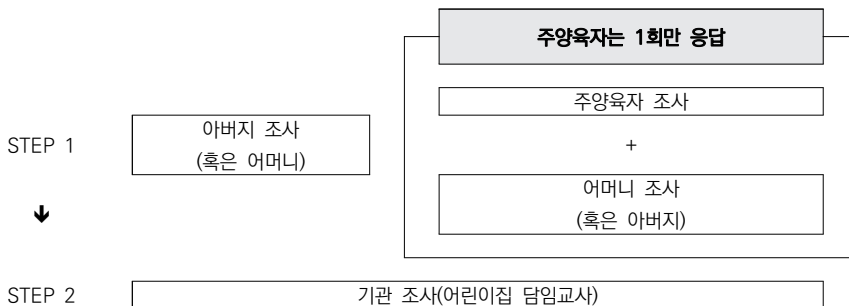 주양육자는 1회만 응답
주양육자 조사
STEP 1
아버지 조사
(혹은 어머니)
+
어머니 조사
(혹은 아버지)
STEP 2
기관 조사(어린이집 담임교사)